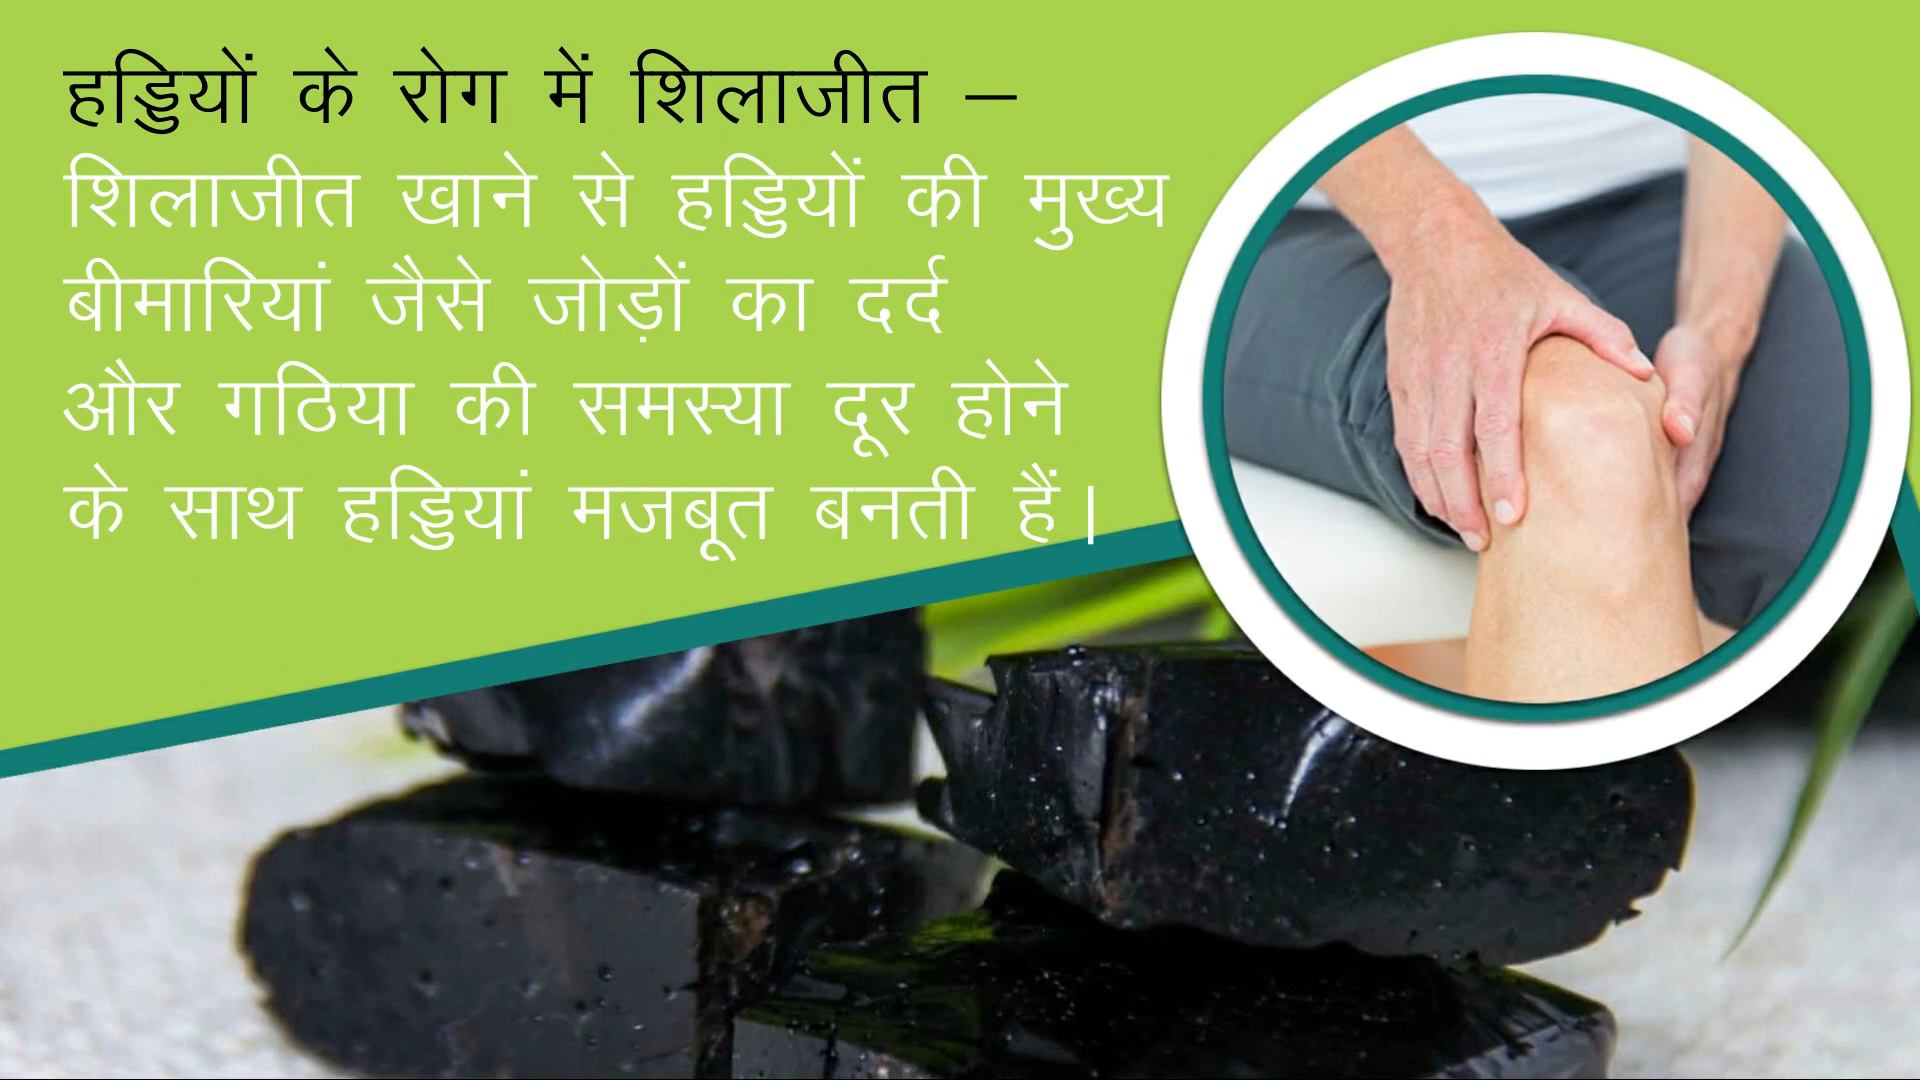 हड्डियों के रोग में शिलाजीत –
शिलाजीत खाने से हड्डियों की मुख्य
बीमारियां जैसे जोड़ों का दर्द
और गठिया की समस्या दूर होने
के साथ हड्डियां मजबूत बनती हैं।